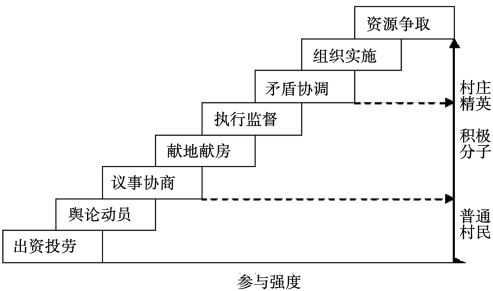 资源争取
组织实施
矛盾协调
村庄
精英
执行监督
积极
分子
献地献房
议事协商
舆论动员
普通
村民
出资投劳
参与强度